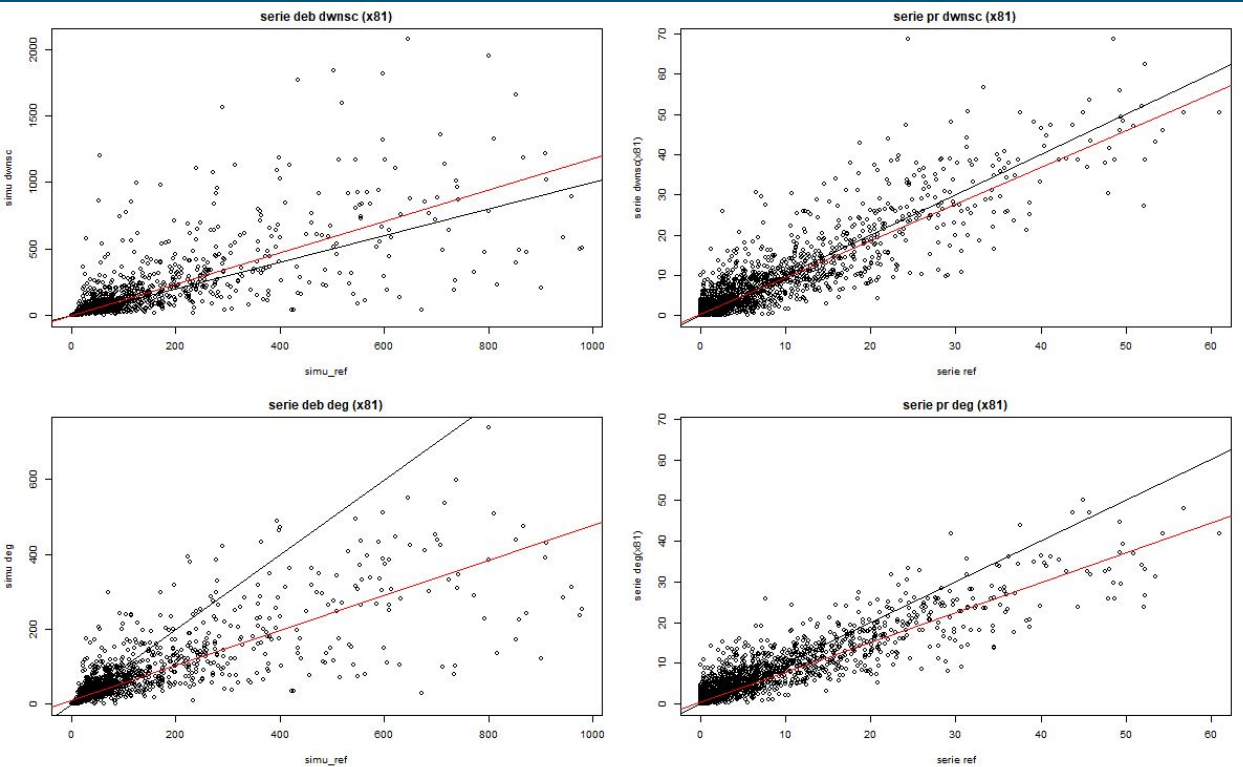 serie deb dwnsc (x81)
simu dwnsc
2000
1500
1000
500
0
0 200 400 600 800 1000
simu_ref
serie pr dwnsc (x81)
serie dwnsc(x81)
70
60
50
40
30
20
10
0
0 10 20 30 40 50 60
serie ref
serie deb deg (x81)
simu deg
600
400
200
0
0 200 400 600 800 1000
simu_ref
serie pr deg (x81)
serie deg(x81)
70
60
50
40
30
20
10
0
0 10 20 30 40 50 60
serie ref